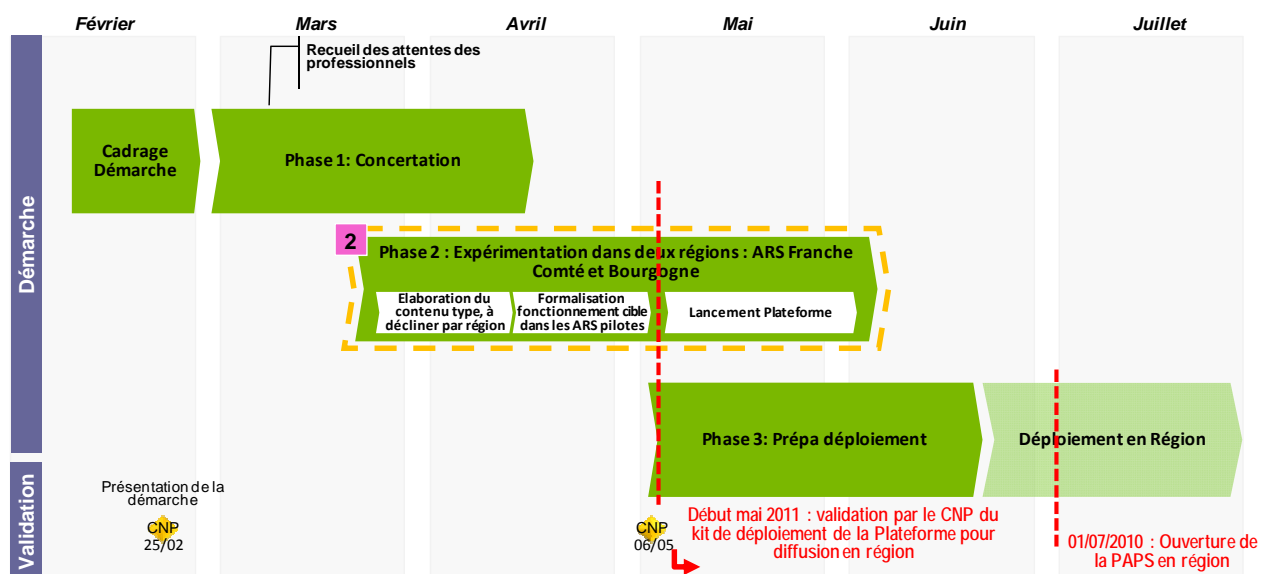 Février
Mars
Avril
Mai
Juin
Juillet
Démarche
Recueil des attentes des
professionnels
Cadrage
Démarche
Phase 1: Concertation
2
Phase 2 : Expérimentation dans deux régions : ARS Franche
Comté et Bourgogne
Elaboration du
contenu type, à
décliner par région
Formalisation
fonctionnement cible
dans les ARS pilotes
Lancement Plateforme
Phase 3: Prépa déploiement
Déploiement en Région
Validation
Présentation de la
démarche
CNP
25/02
CNP
06/05
Début mai 2011 : validation par le CNP du
kit de déploiement de la Plateforme pour
diffusion en région
01/07/2010 : Ouverture de
la PAPS en région